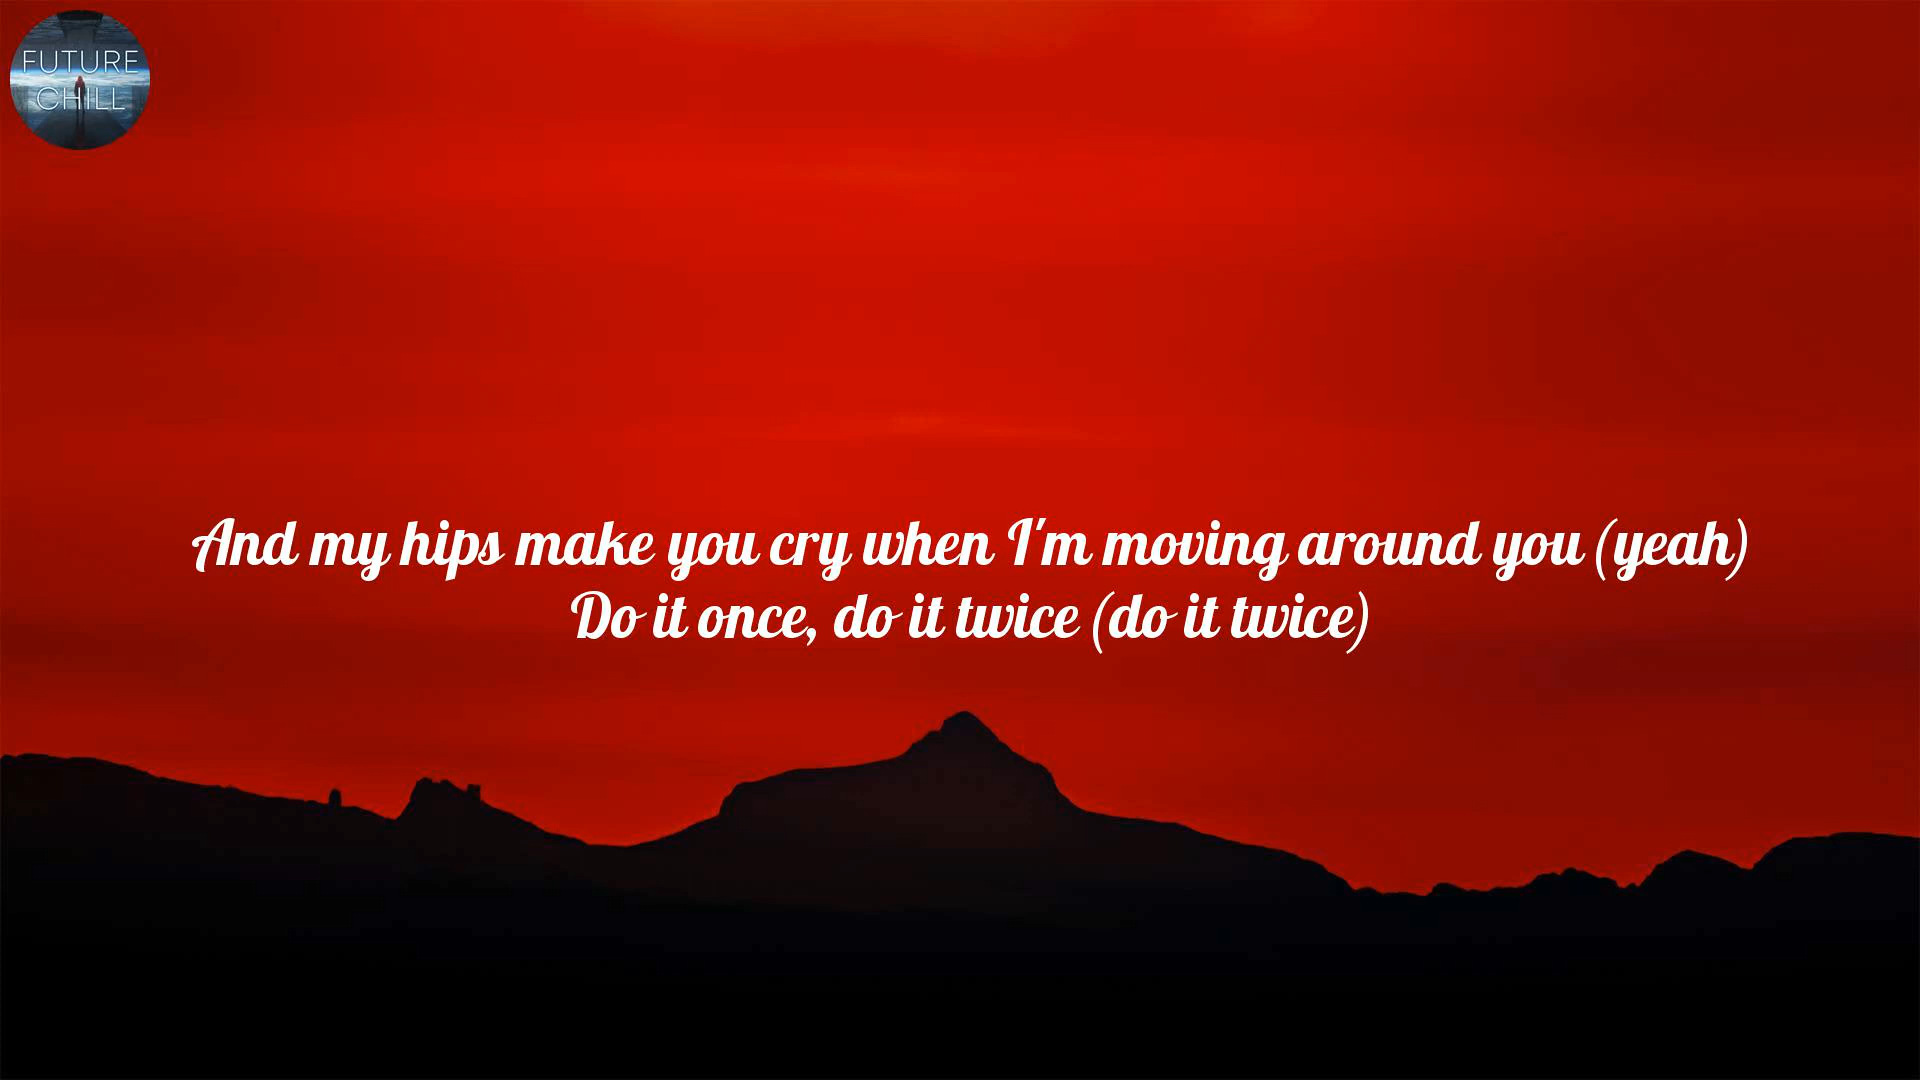 FUTURE
CHILL
And my hips make you cry when I'm moving around you (yeah)
Do it once, do it twice (do it twice)